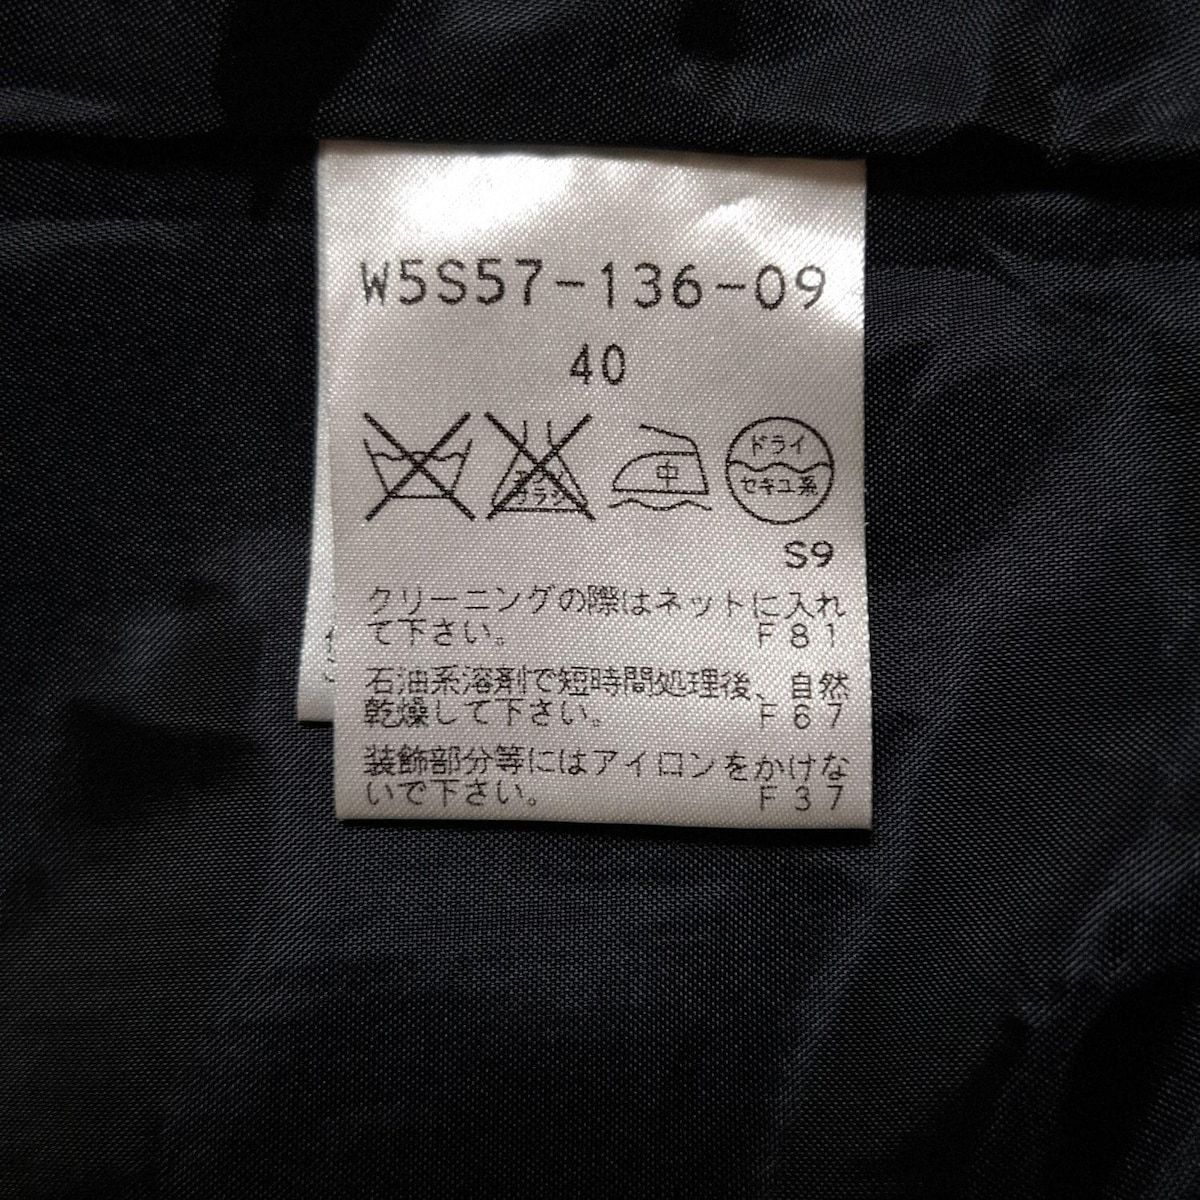 W5S57-136-09
40
中
ドライ
セキユ系
S9
クリーニングの際はネットに入れ
て下さい。 F81
石油系溶剤で短時間処理後、自然
乾燥して下さい。 F67
装飾部分等にはアイロンをかけな
いで下さい。 F37